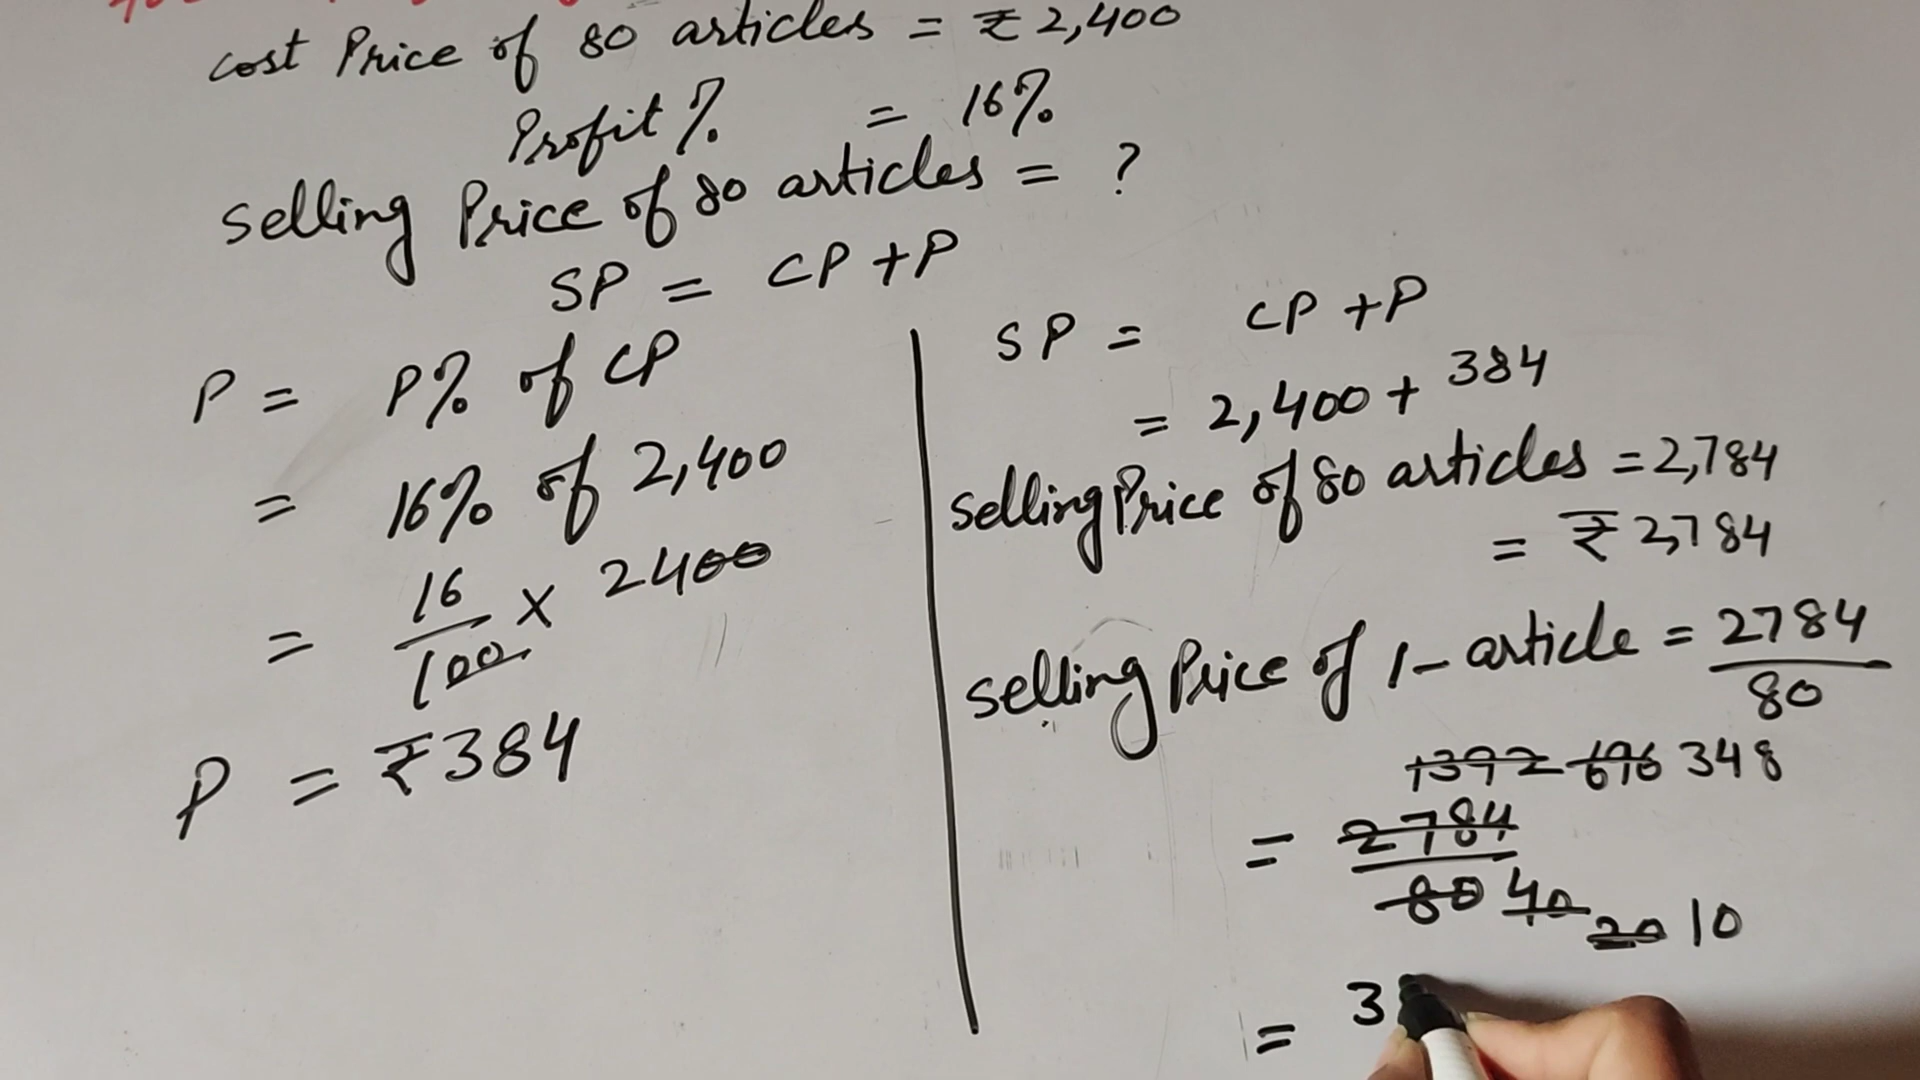 cost Price of 80 articles = ₹ 2,400
Profit % = 16%
Selling Price of 80 articles = ?
SP = CP + P
P = P% of CP
= 16% of 2,400
= 16/100 × 2400
P = ₹384
SP = CP + P
= 2,400 + 384
Selling Price of 80 articles = 2,784
= ₹ 2,784
Selling Price of 1 - article = 2784/80
1392 696 348
= 2784
80 40 20 10
= 3